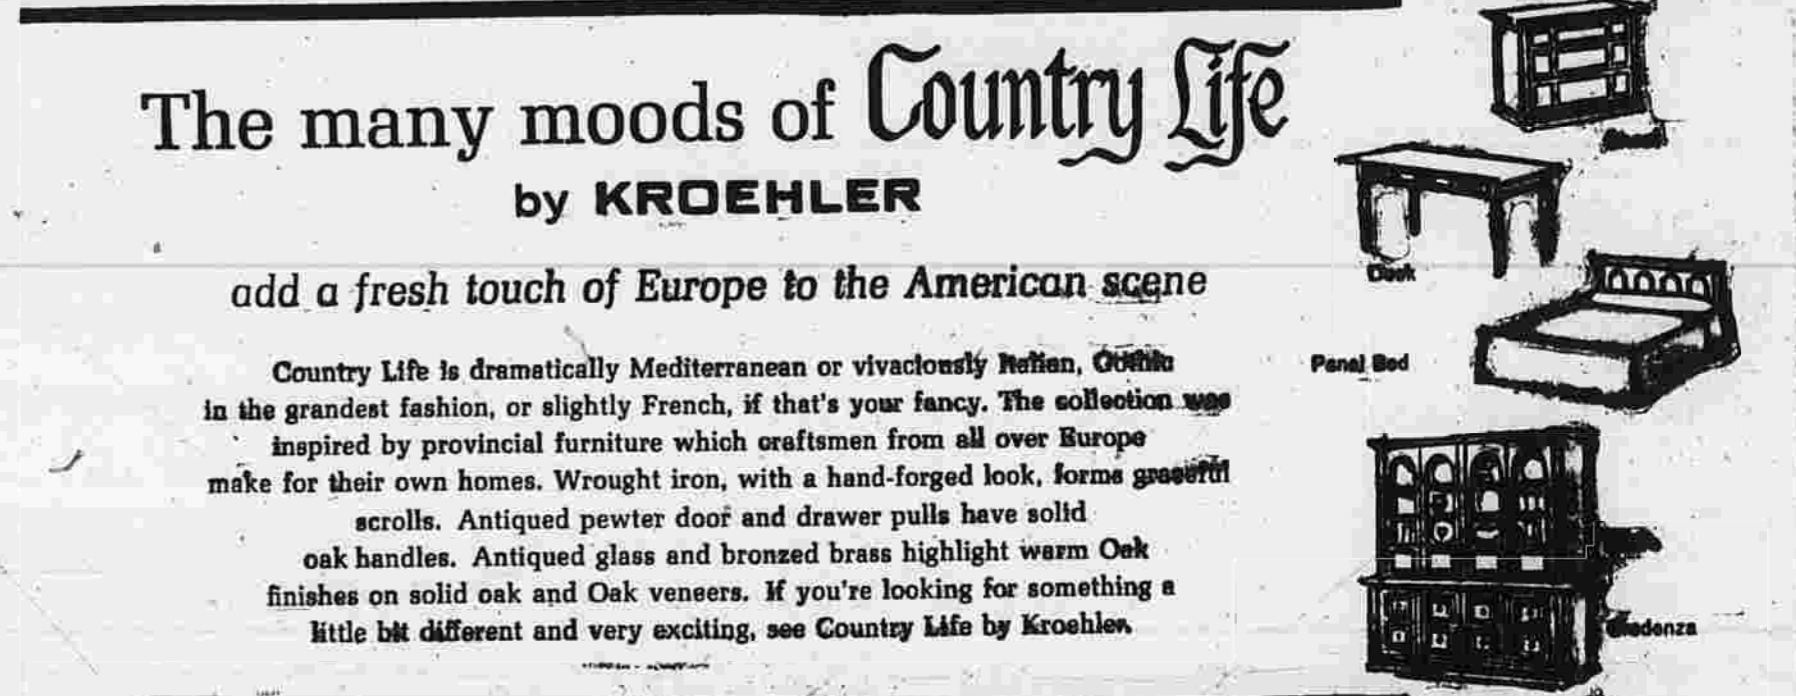 The many moods of Country Life
by KROEHLER
add a fresh touch of Europe to the American scene
Country Life is dramatically Mediterranean or vivaciously Italian, Gothic
in the grandest fashion, or slightly French, if that's your fancy. The collection was
inspired by provincial furniture which craftsmen from all over Europe
make for their own homes. Wrought iron, with a hand-forged look, forms graceful
scrolls. Antiqued pewter door and drawer pulls have solid
oak handles. Antiqued glass and bronzed brass highlight warm Oak
finishes on solid oak and Oak veneers. If you're looking for something a
little bit different and very exciting, see Country Life by Kroehler.
Desk
Panel Bed
Credenza